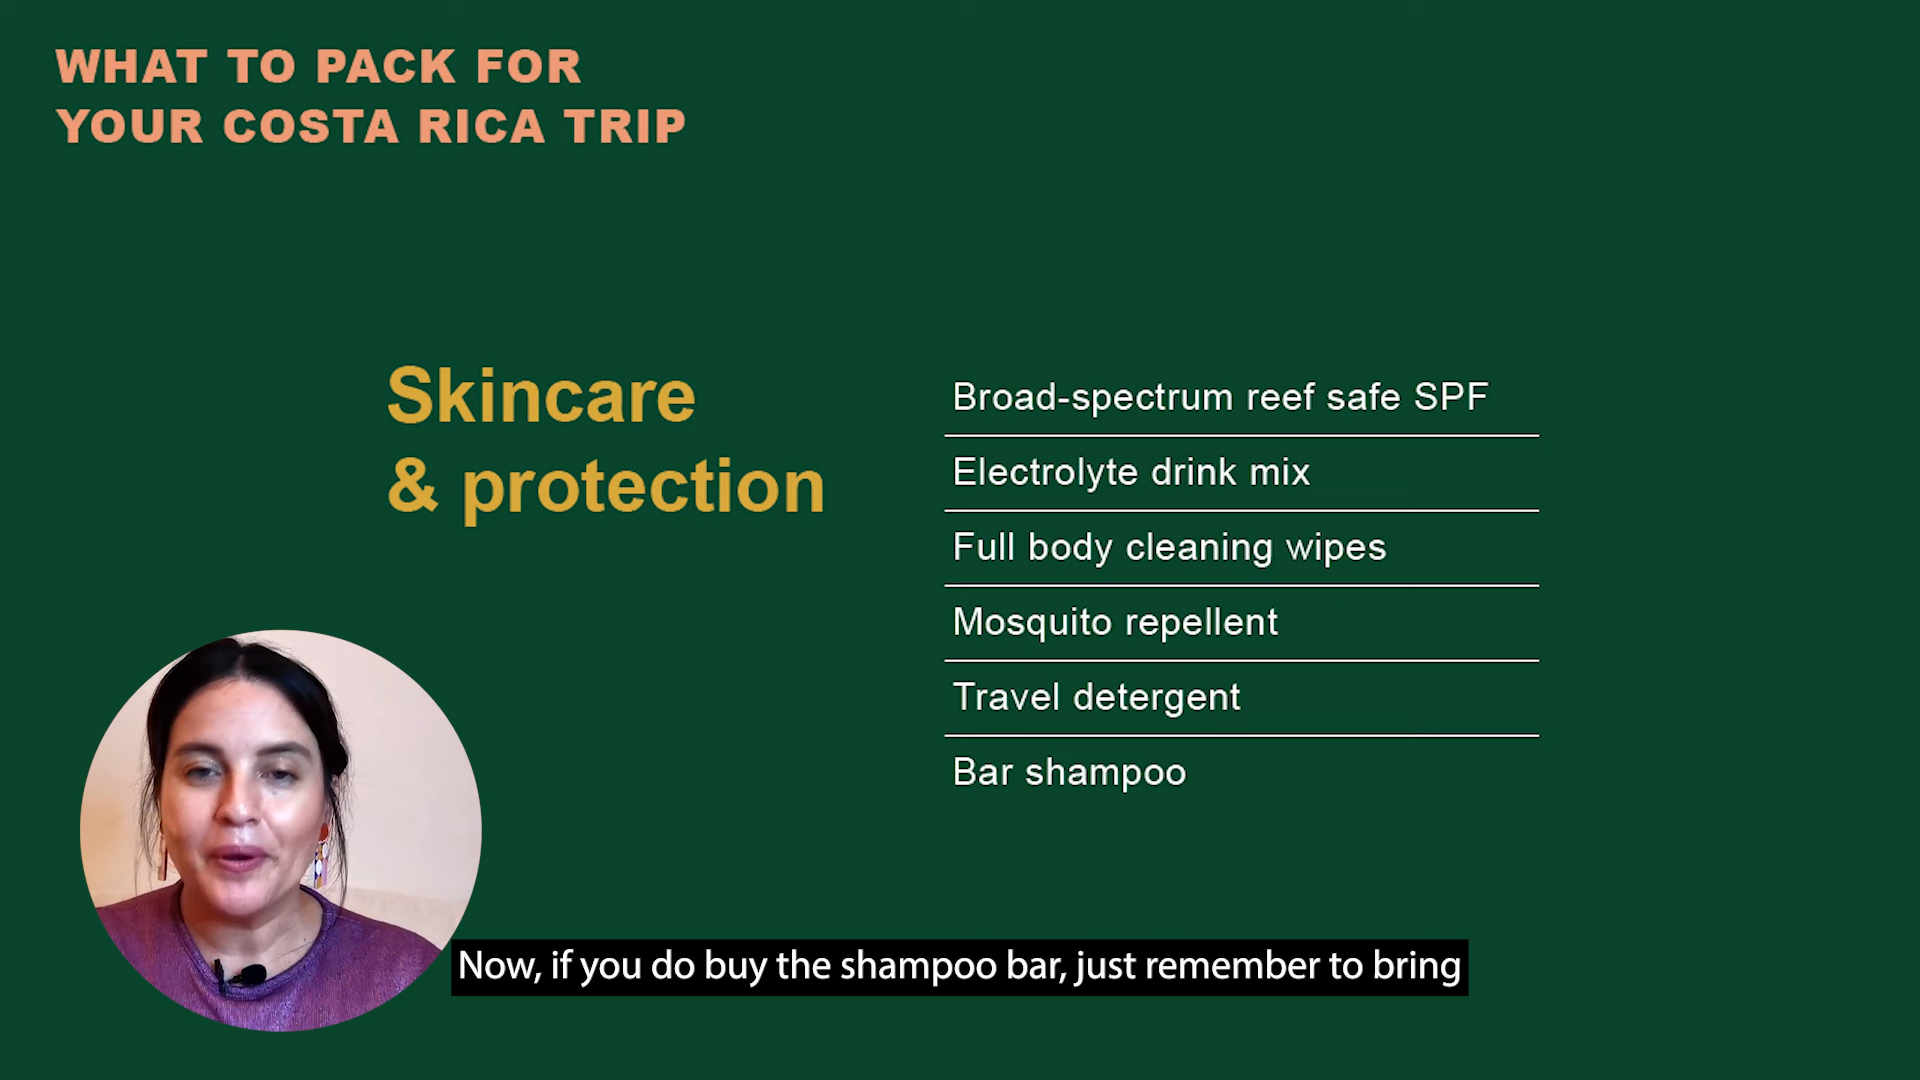 WHAT TO PACK FOR
YOUR COSTA RICA TRIP
Skincare
& protection
Broad-spectrum reef safe SPF
Electrolyte drink mix
Full body cleaning wipes
Mosquito repellent
Travel detergent
Bar shampoo
Now, if you do buy the shampoo bar, just remember to bring